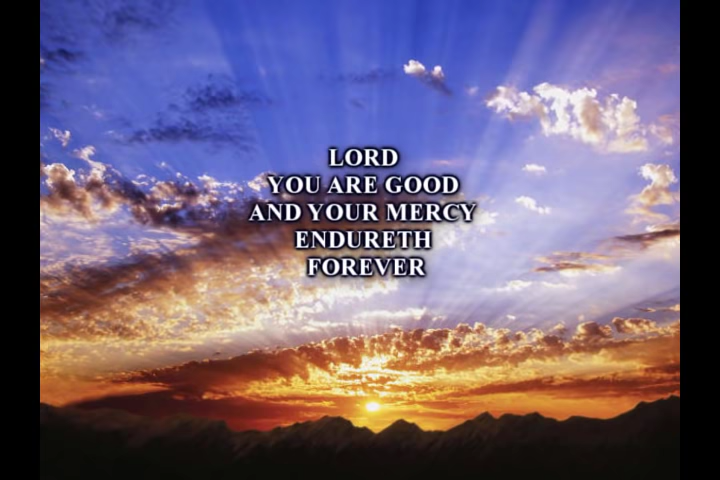 LORD
YOU ARE GOOD
AND YOUR MERCY
ENDURETH
FOREVER